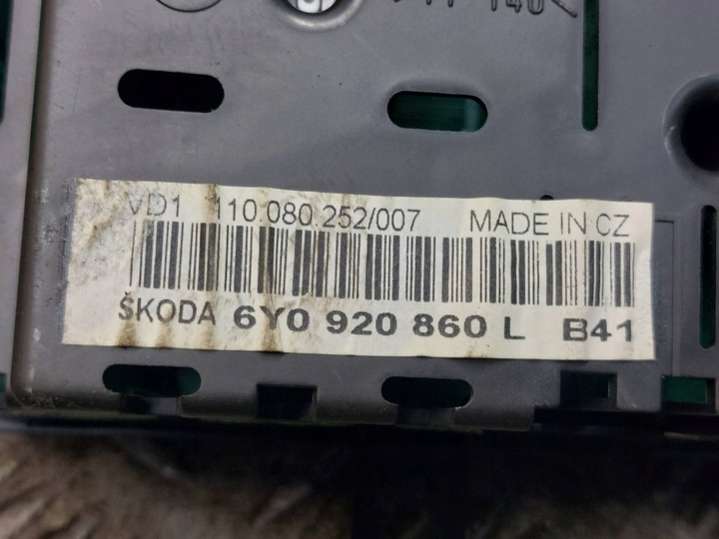 VD1 110.080.252/007 MADE IN CZ
ŠKODA 6Y0 920 860 L B41